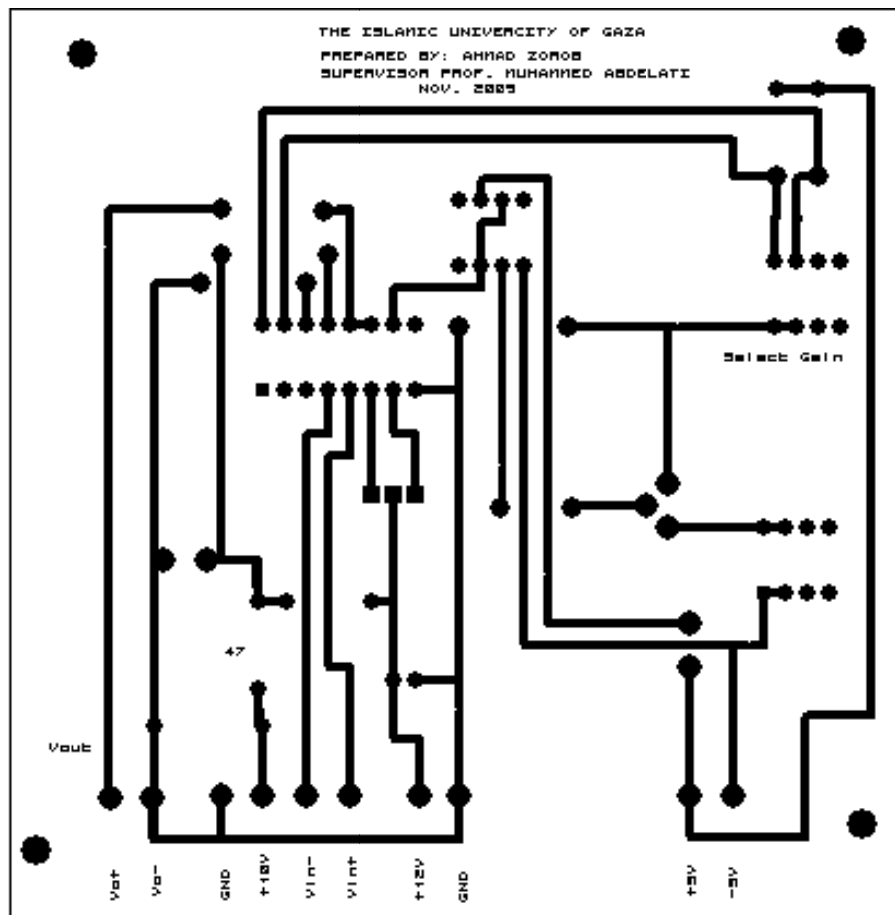 THE ISLAMIC UNIVERCITY OF GAZA
PREPARED BY: AHMAD ZOROB
SUPERVISOR PROF. MUHAMMED ABDELATI
NOV. 2009
Select Gain
47
Vout
Vo+
Vo-
GND
+10V
Vin-
Vin+
+12V
GND
+5V
-5V